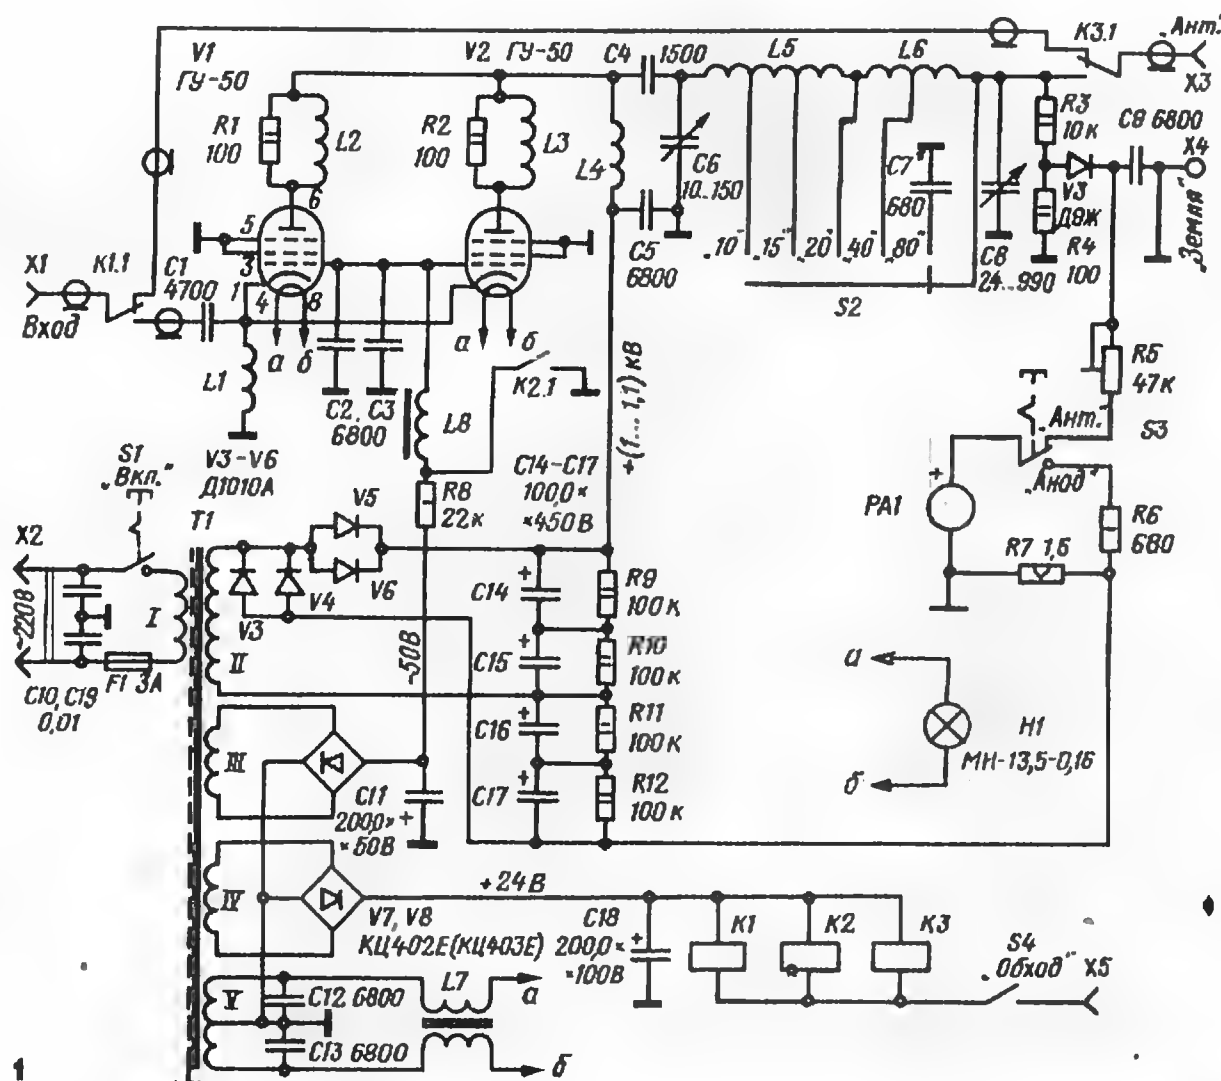 V1
ГУ-50
V2 ГУ-50
C4 1500
L5
L6
K3.1
„Ант."
X3
R1
100
L2
R2
100
L3
L4
C6
10..150
C7
680
R3
10к
C9 6800
X4
V3
Д9Ж
„Земля"
R4
100
6
5
3
1
4
8
C5
6800
„10"
„15"
„20"
„40"
„80"
C8
24...990
S2
X1
Вход
K1.1
C1
4700
а
б
а
б
L1
C2, C3
6800
L8
K2.1
+(1...1,1) кВ
R5
47к
„Ант."
S3
„Анод"
PA1
+
R6
680
R7 1,5
S1
„Вкл."
V3-V6
Д1010А
V5
V6
V4
V3
R8
22к
C14-C17
100,0 ×
×450В
X2
T1
~220В
I
II
F1 3А
C10, C19
0,01
-50В
+
C14
R9
100к
+
C15
R10
100к
+
C16
R11
100к
+
C17
R12
100к
а
H1
МН-13,5-0,16
б
III
C11
200,0 ×
+
×50В
IV
+24В
V7, V8
КЦ402Е(КЦ403Е)
C18
200,0 ×
+
×100В
K1
K2
K3
S4
„Обход"
X5
V
C12 6800
L7
а
C13 6800
б
1